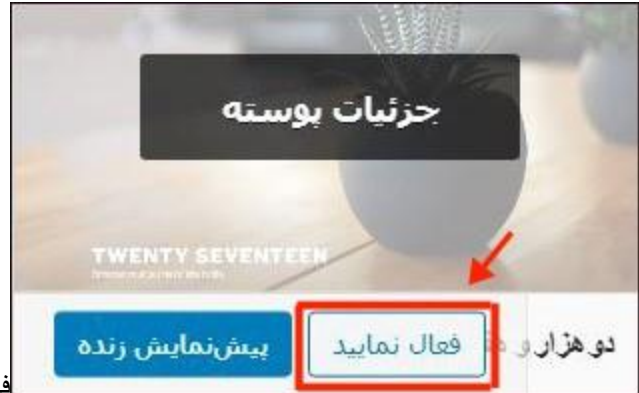 جزئیات پوسته
TWENTY SEVENTEEN
دو هزار و
فعال نمایید
پیش‌نمایش زنده